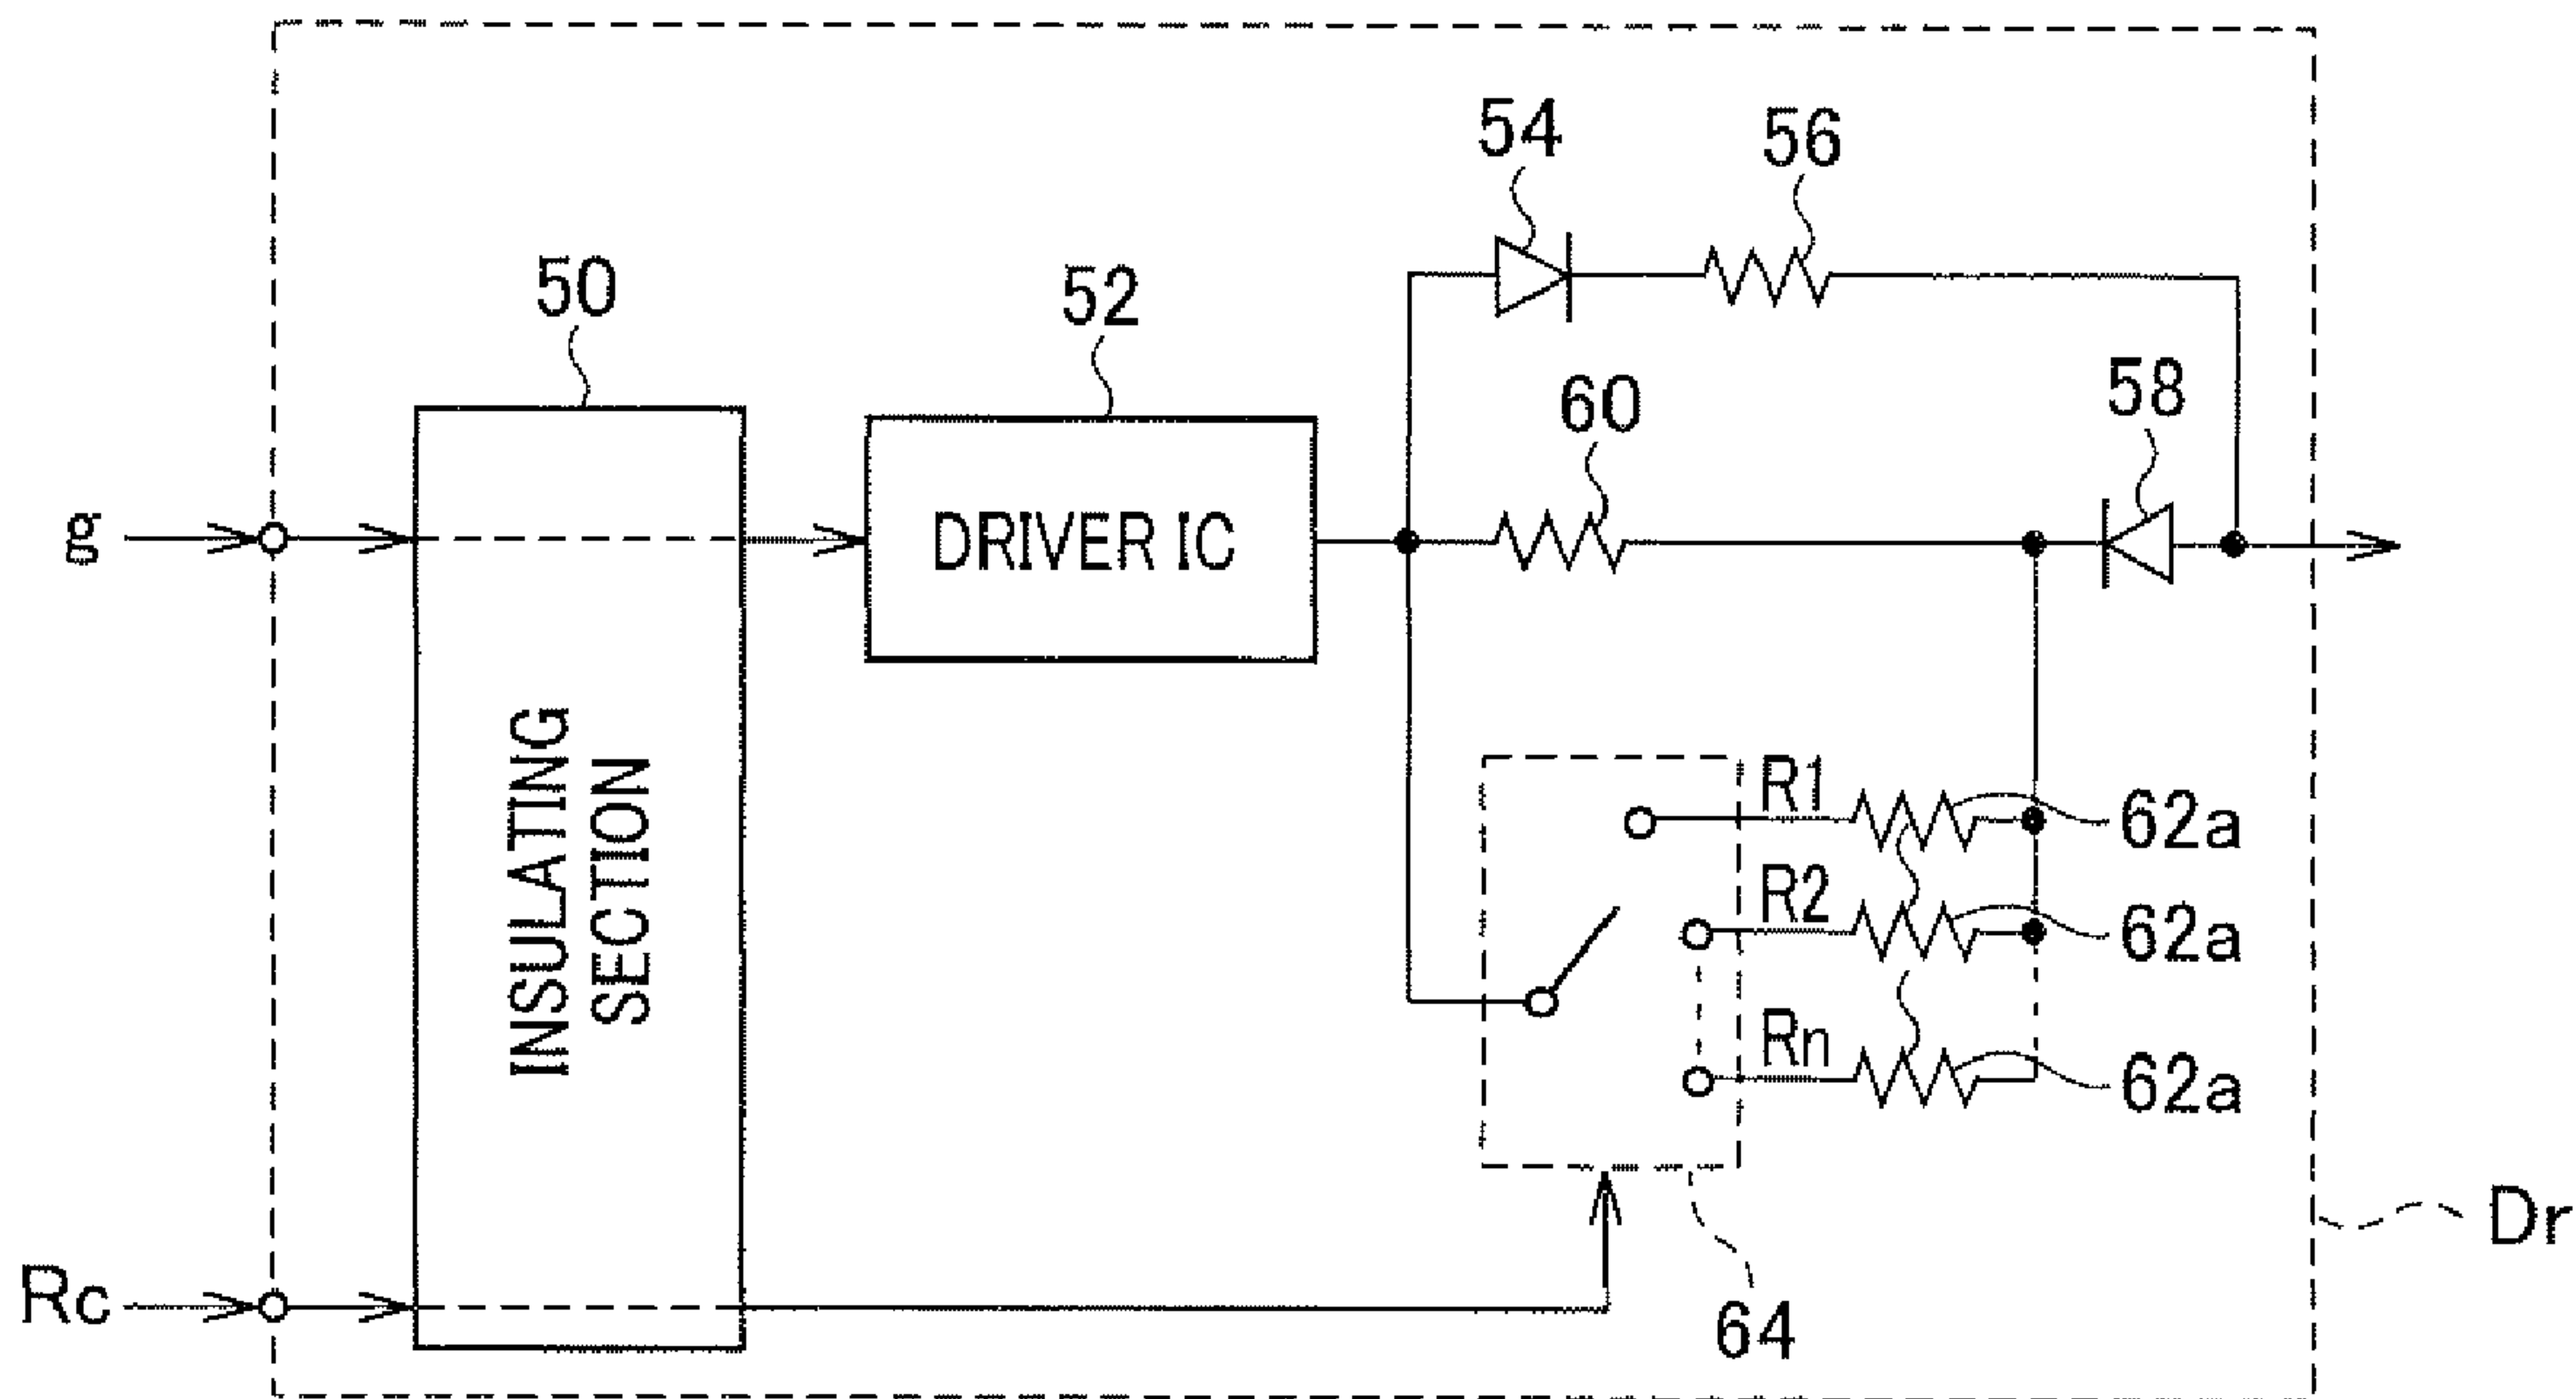 54
56
50
52
60
58
g
DRIVER IC
INSULATING
SECTION
R1
62a
R2
62a
Rn
62a
Dr
Rc
64